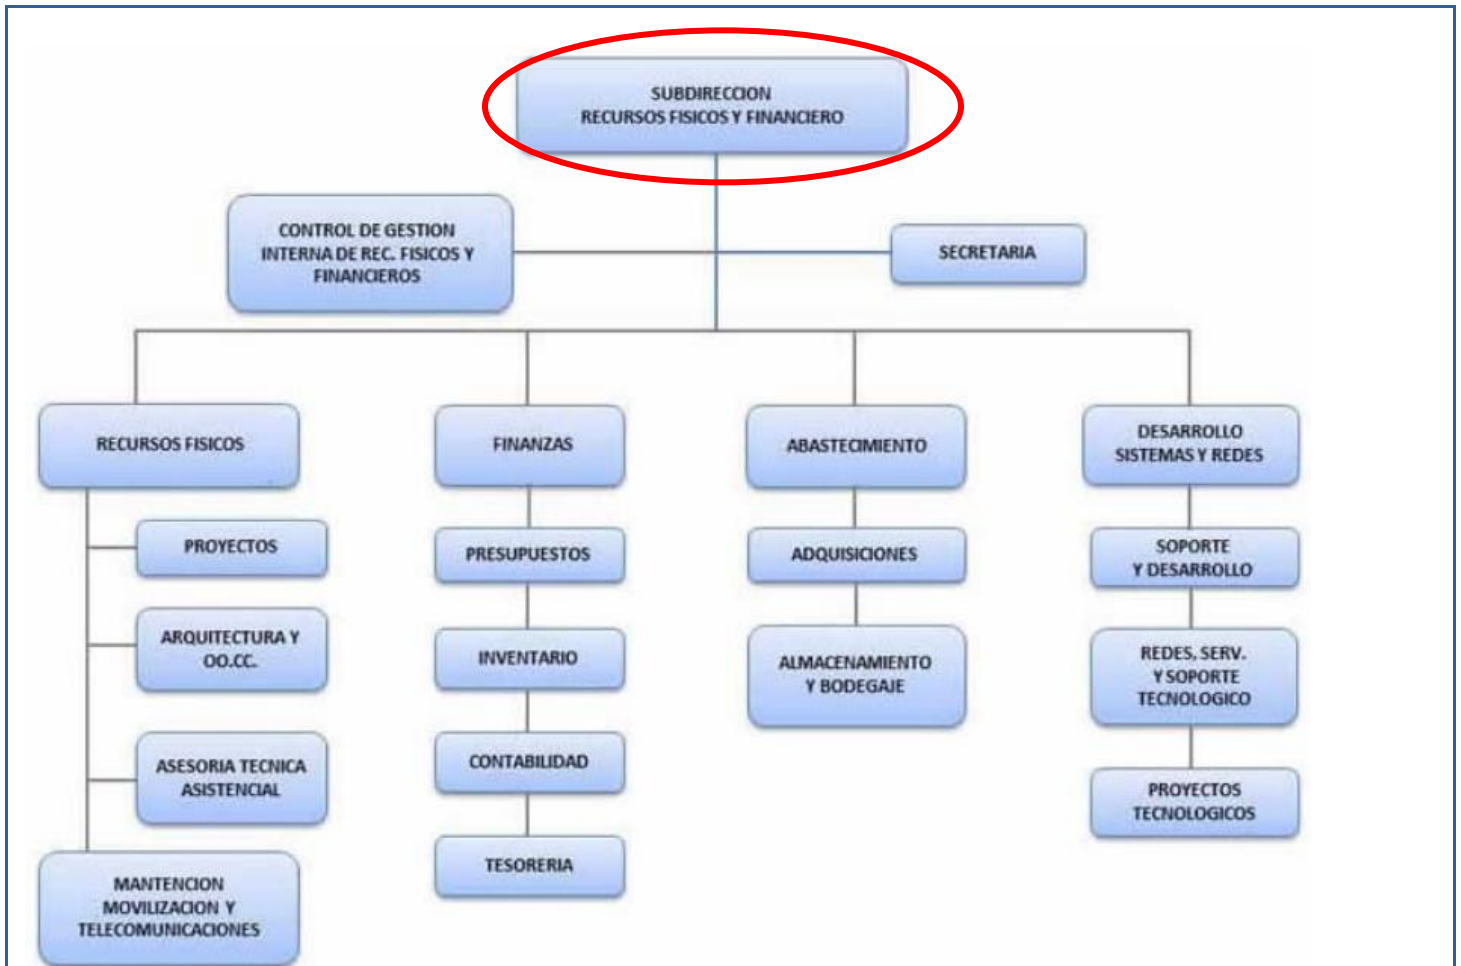 SUBDIRECCION
RECURSOS FISICOS Y FINANCIERO
CONTROL DE GESTION
INTERNA DE REC. FISICOS Y
FINANCIEROS
SECRETARIA
RECURSOS FISICOS
FINANZAS
ABASTECIMIENTO
DESARROLLO
SISTEMAS Y REDES
PROYECTOS
ARQUITECTURA Y
OO.CC.
ASESORIA TECNICA
ASISTENCIAL
MANTENCION
MOVILIZACION Y
TELECOMUNICACIONES
PRESUPUESTOS
INVENTARIO
CONTABILIDAD
TESORERIA
ADQUISICIONES
ALMACENAMIENTO
Y BODEGAJE
SOPORTE
Y DESARROLLO
REDES, SERV.
Y SOPORTE
TECNOLOGICO
PROYECTOS
TECNOLOGICOS